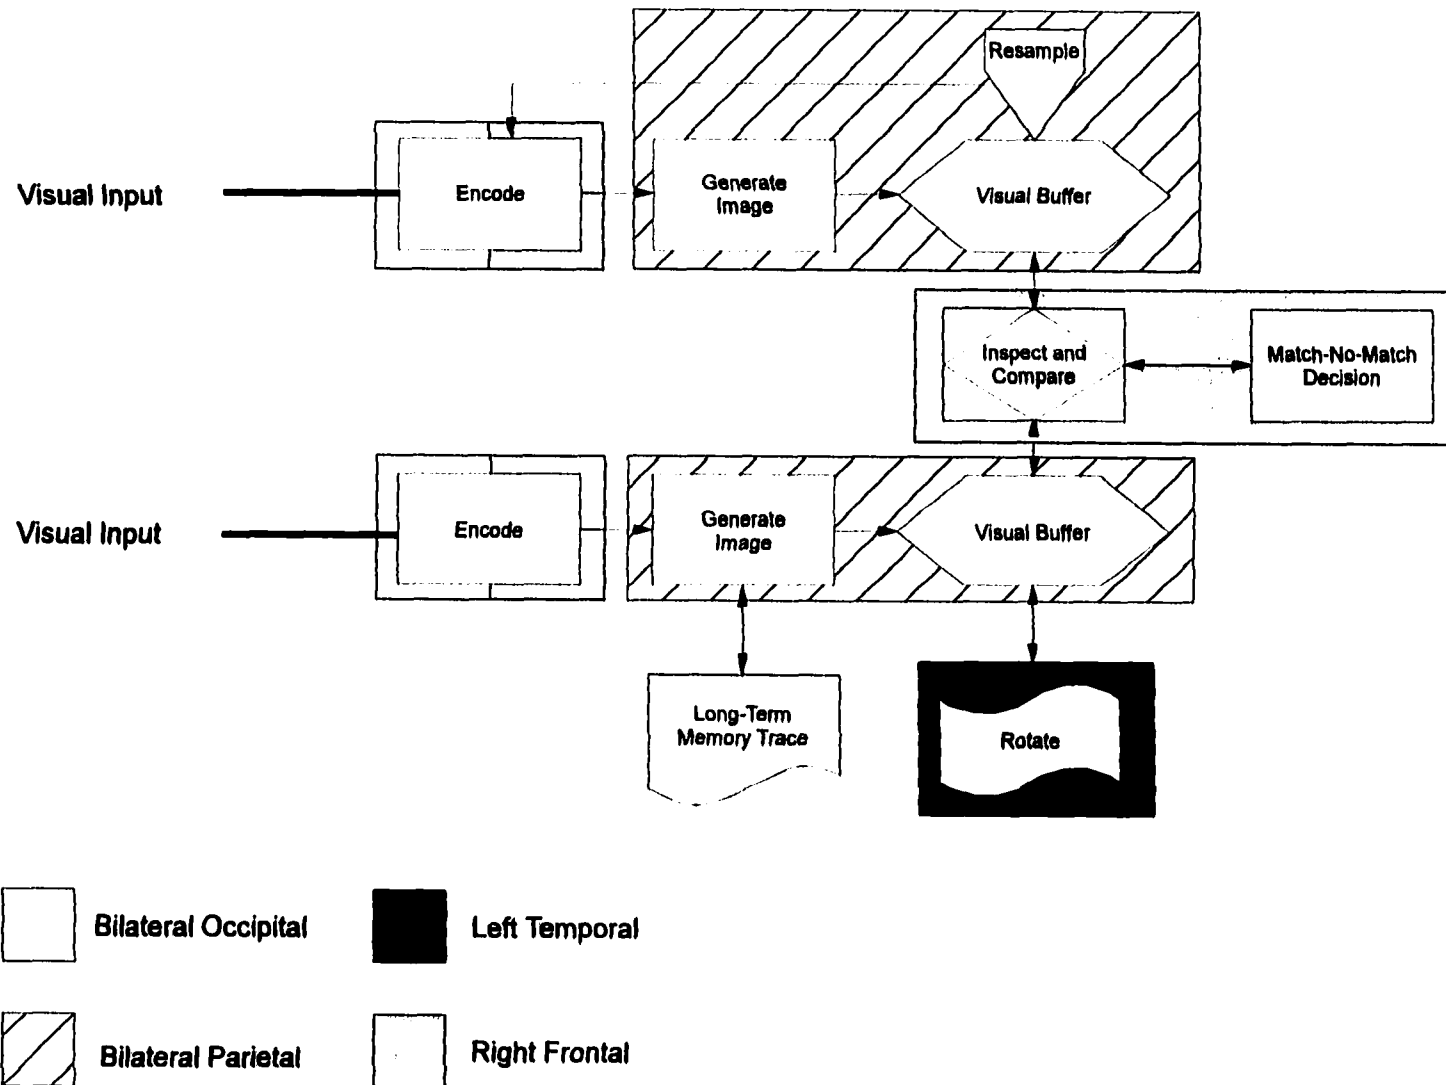 Resample
Visual Input
Encode
Generate
Image
Visual Buffer
Inspect and
Compare
Match-No-Match
Decision
Visual Input
Encode
Generate
Image
Visual Buffer
Long-Term
Memory Trace
Rotate
Bilateral Occipital
Left Temporal
Bilateral Parietal
Right Frontal